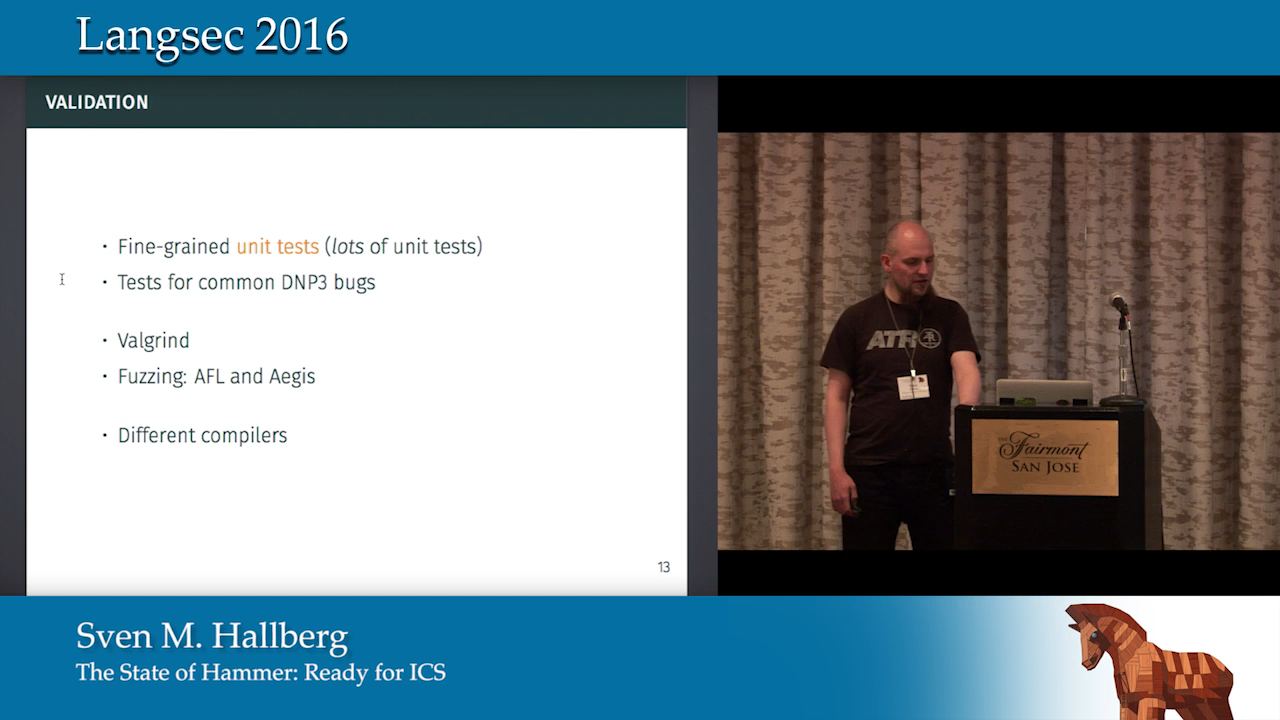 Langsec 2016
VALIDATION
· Fine-grained unit tests (lots of unit tests)
· Tests for common DNP3 bugs
· Valgrind
· Fuzzing: AFL and Aegis
· Different compilers
13
ATR
THE Fairmont
SAN JOSE
Sven M. Hallberg
The State of Hammer: Ready for ICS